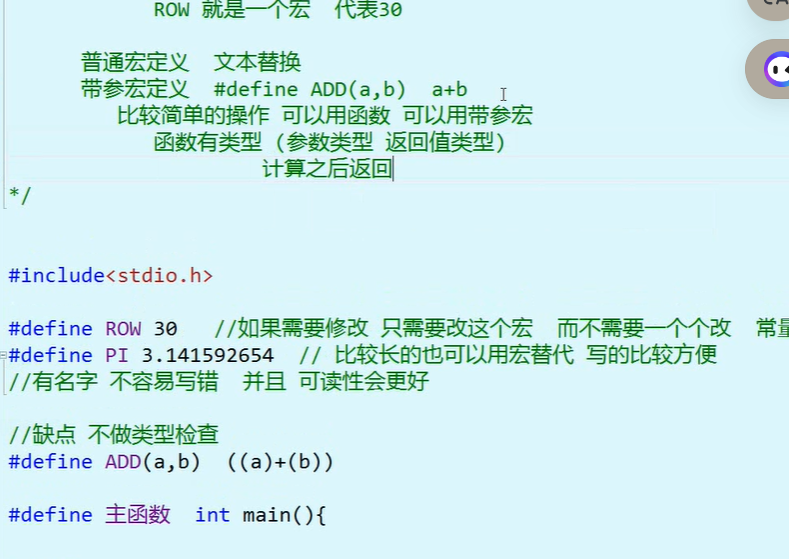 ROW 就是一个宏 代表30
普通宏定义 文本替换
带参宏定义 #define ADD(a,b) a+b
比较简单的操作 可以用函数 可以用带参宏
函数有类型 (参数类型 返回值类型)
计算之后返回
*/
#include<stdio.h>
#define ROW 30 //如果需要修改 只需要改这个宏 而不需要一个个改 常量
#define PI 3.141592654 // 比较长的也可以用宏替代 写的比较方便
//有名字 不容易写错 并且 可读性会更好
//缺点 不做类型检查
#define ADD(a,b) ((a)+(b))
#define 主函数 int main(){